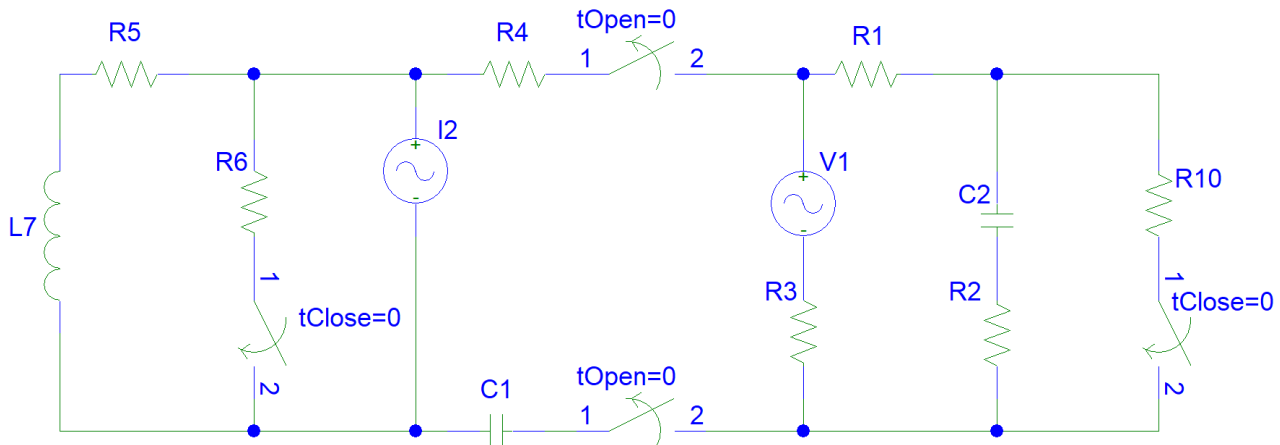 R5
R4
tOpen=0
1
2
R1
I2
R6
V1
R10
C2
L7
1
tClose=0
2
R3
R2
1
tClose=0
2
C1
tOpen=0
1
2
+
-
+
-